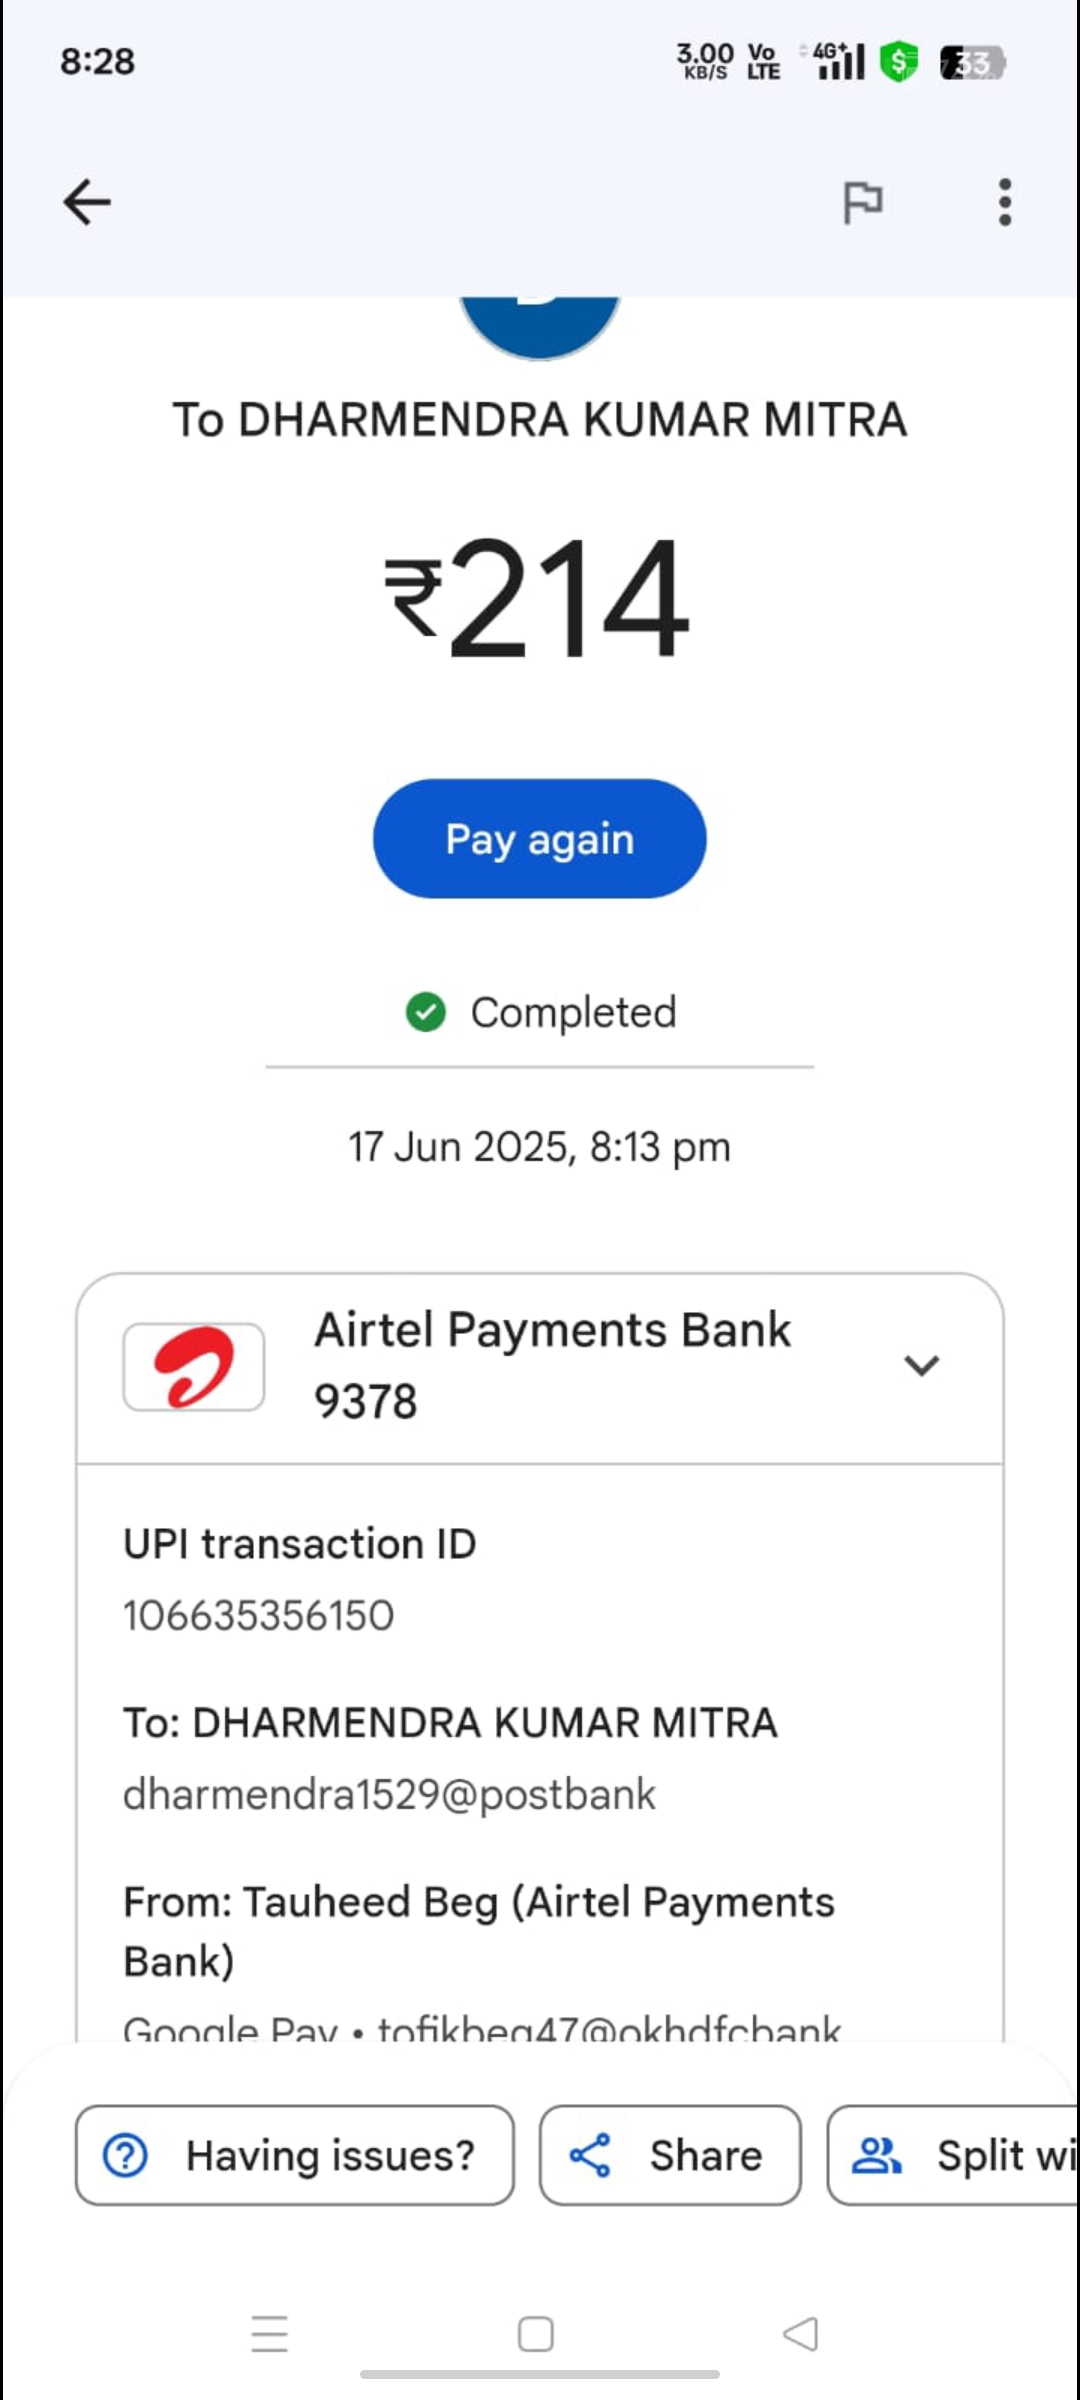 8:28
3.00 KB/S Vo LTE 4G+ 33
To DHARMENDRA KUMAR MITRA
₹214
Pay again
Completed
17 Jun 2025, 8:13 pm
Airtel Payments Bank
9378
UPI transaction ID
106635356150
To: DHARMENDRA KUMAR MITRA
dharmendra1529@postbank
From: Tauheed Beg (Airtel Payments
Bank)
Google Pay • tofikbeg47@okhdfcbank
Having issues?
Share
Split wi